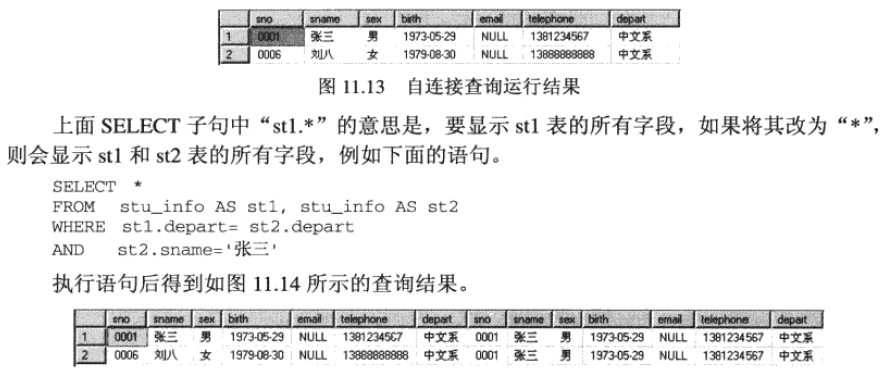 sno sname sex birth email telephone depart
1 0001 张三 男 1973-05-29 NULL 1381234567 中文系
2 0006 刘八 女 1979-08-30 NULL 13888888888 中文系
图 11.13 自连接查询运行结果
上面 SELECT 子句中“st1.*”的意思是，要显示 st1 表的所有字段，如果将其改为“*”，
则会显示 st1 和 st2 表的所有字段，例如下面的语句。
SELECT *
FROM stu_info AS st1, stu_info AS st2
WHERE st1.depart= st2.depart
AND st2.sname='张三'
执行语句后得到如图 11.14 所示的查询结果。
sno sname sex birth email telephone depart sno sname sex birth email telephone depart
1 0001 张三 男 1973-05-29 NULL 1381234567 中文系 0001 张三 男 1973-05-29 NULL 1381234567 中文系
2 0006 刘八 女 1979-08-30 NULL 13888888888 中文系 0001 张三 男 1973-05-29 NULL 1381234567 中文系